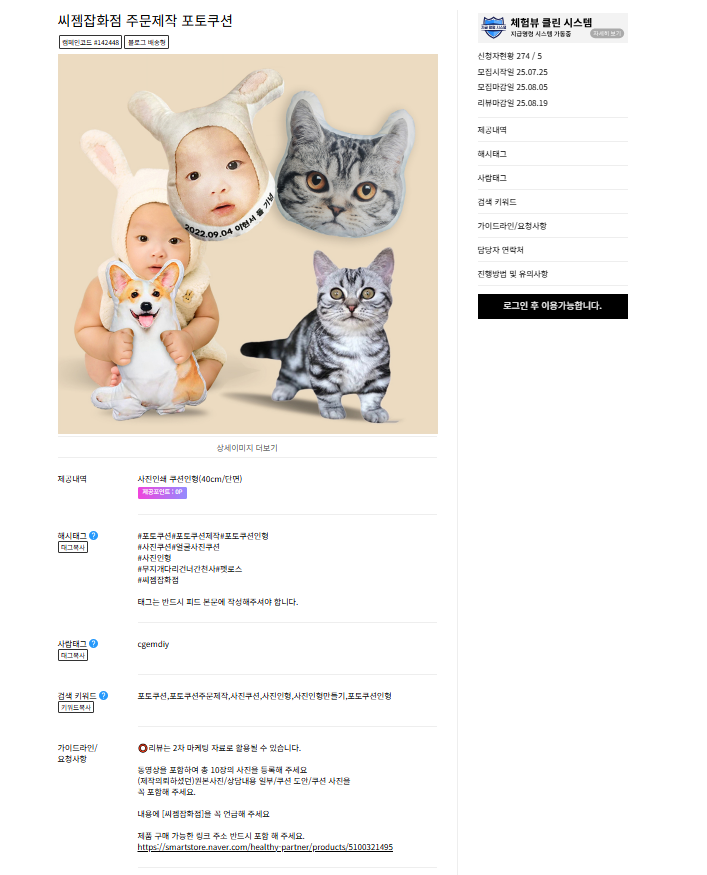 씨젬잡화점 주문제작 포토쿠션
캠페인코드 #142448
블로그 배송형
2022.09.04 이현서 돌 기념
상세이미지 더보기
제공내역
사진인쇄 쿠션인형(40cm/단면)
제공포인트 : 0P
해시태그 ?
태그복사
#포토쿠션#포토쿠션제작#포토쿠션인형
#사진쿠션#얼굴사진쿠션
#사진인형
#무지개다리건너간천사#펫로스
#씨젬잡화점
태그는 반드시 피드 본문에 작성해주셔야 합니다.
사람태그 ?
태그복사
cgemdiy
검색 키워드 ?
키워드복사
포토쿠션,포토쿠션주문제작,사진쿠션,사진인형,사진인형만들기,포토쿠션인형
가이드라인/
요청사항
⭕리뷰는 2차 마케팅 자료로 활용될 수 있습니다.
동영상을 포함하여 총 10장의 사진을 등록해 주세요
(제작의뢰하셨던)원본사진/상담내용 일부/쿠션 도안/쿠션 사진을
꼭 포함해 주세요.
내용에 [씨젬잡화점]을 꼭 언급해 주세요
제품 구매 가능한 링크 주소 반드시 포함 해 주세요.
https://smartstore.naver.com/healthy-partner/products/5100321495
체험뷰 클린 시스템
지급명령 시스템 가동중
자세히 보기
신청자현황 274 / 5
모집시작일 25.07.25
모집마감일 25.08.05
리뷰마감일 25.08.19
제공내역
해시태그
사람태그
검색 키워드
가이드라인/요청사항
담당자 연락처
진행방법 및 유의사항
로그인 후 이용가능합니다.